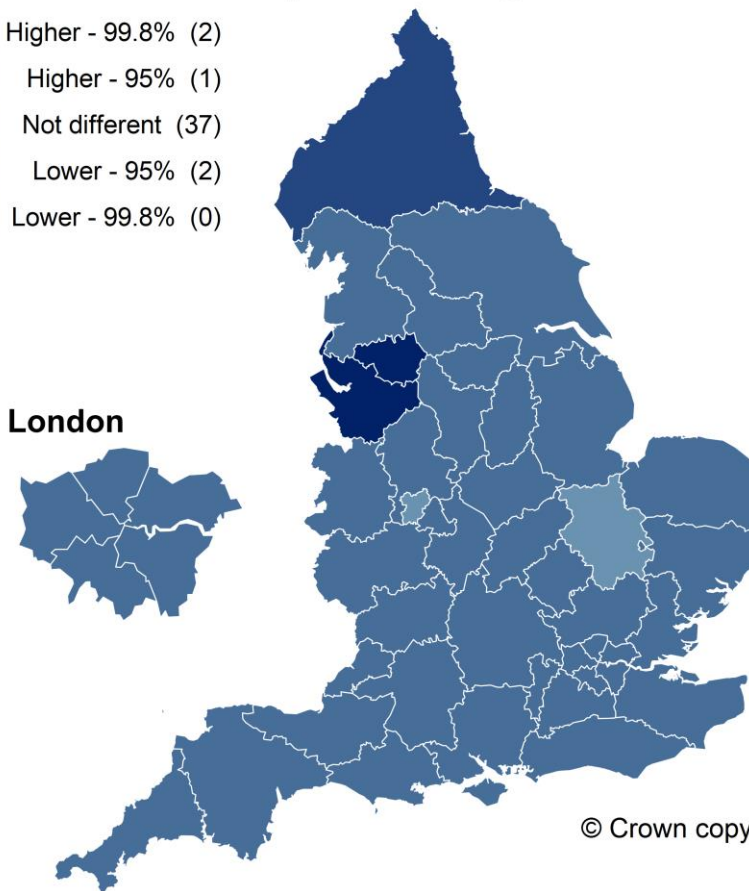 Higher - 99.8% (2)
Higher - 95% (1)
Not different (37)
Lower - 95% (2)
Lower - 99.8% (0)
London
© Crown copy